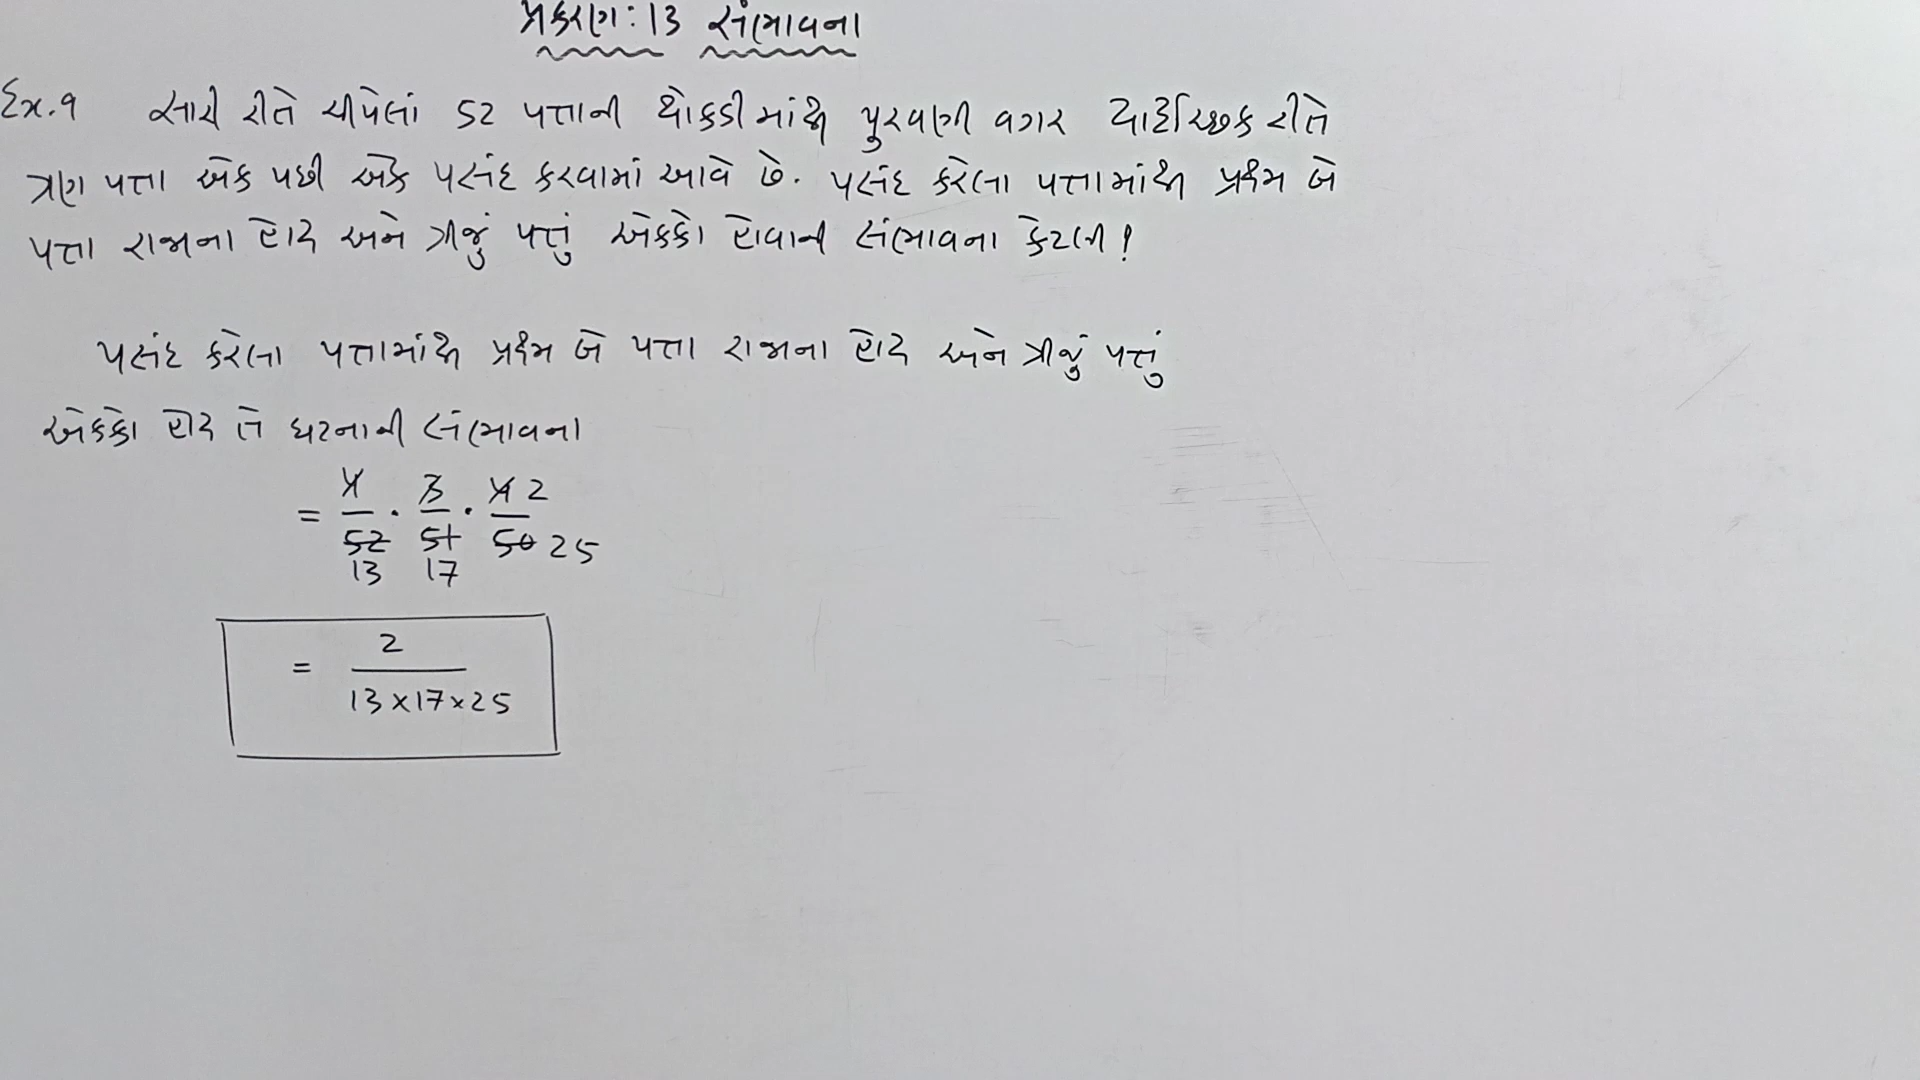 પ્રકરણ : 13 સંભાવના
Ex.9 સારી રીતે ચીપેલાં 52 પત્તાની થોકડીમાંથી પુરવણી વગર યાદૈચ્છિક રીતે
ત્રણ પત્તા એક પછી એક પસંદ કરવામાં આવે છે. પસંદ કરેલા પત્તામાંથી પ્રથમ બે
પત્તા રાજાના હોય અને ત્રીજું પત્તું એક્કો હોવાની સંભાવના કેટલી?
પસંદ કરેલા પત્તામાંથી પ્રથમ બે પત્તા રાજાના હોય અને ત્રીજું પત્તું
એક્કો હોય તે ઘટનાની સંભાવના
4 3 4 2
= — . — . —
52 51 50 25
13 17
2
= —
13 x 17 x 25